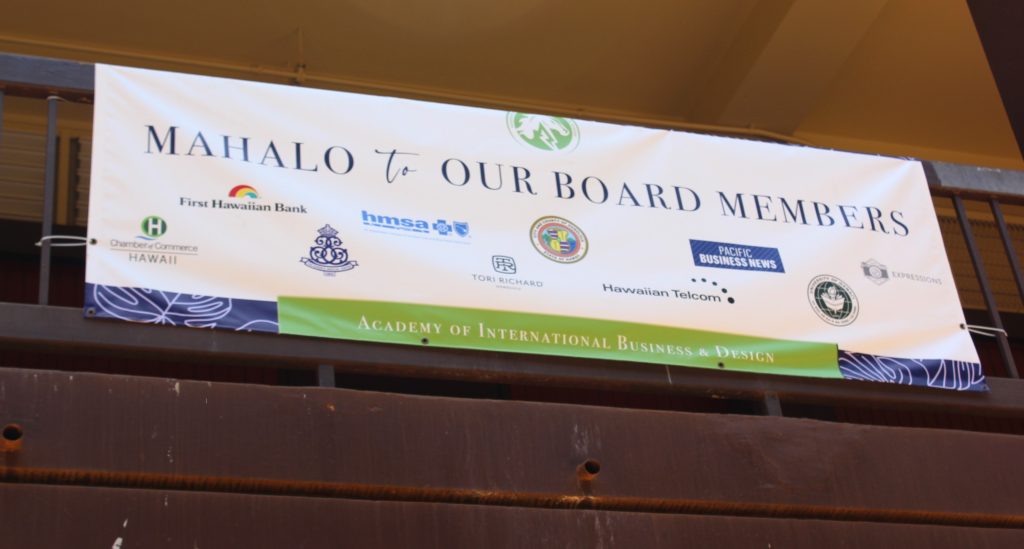 MAHALO to OUR BOARD MEMBERS
First Hawaiian Bank
hmsa
Chamber of Commerce
HAWAII
TORI RICHARD
HONOLULU
PACIFIC
BUSINESS NEWS
Hawaiian Telcom
EXPRESSIONS
ACADEMY OF INTERNATIONAL BUSINESS & DESIGN